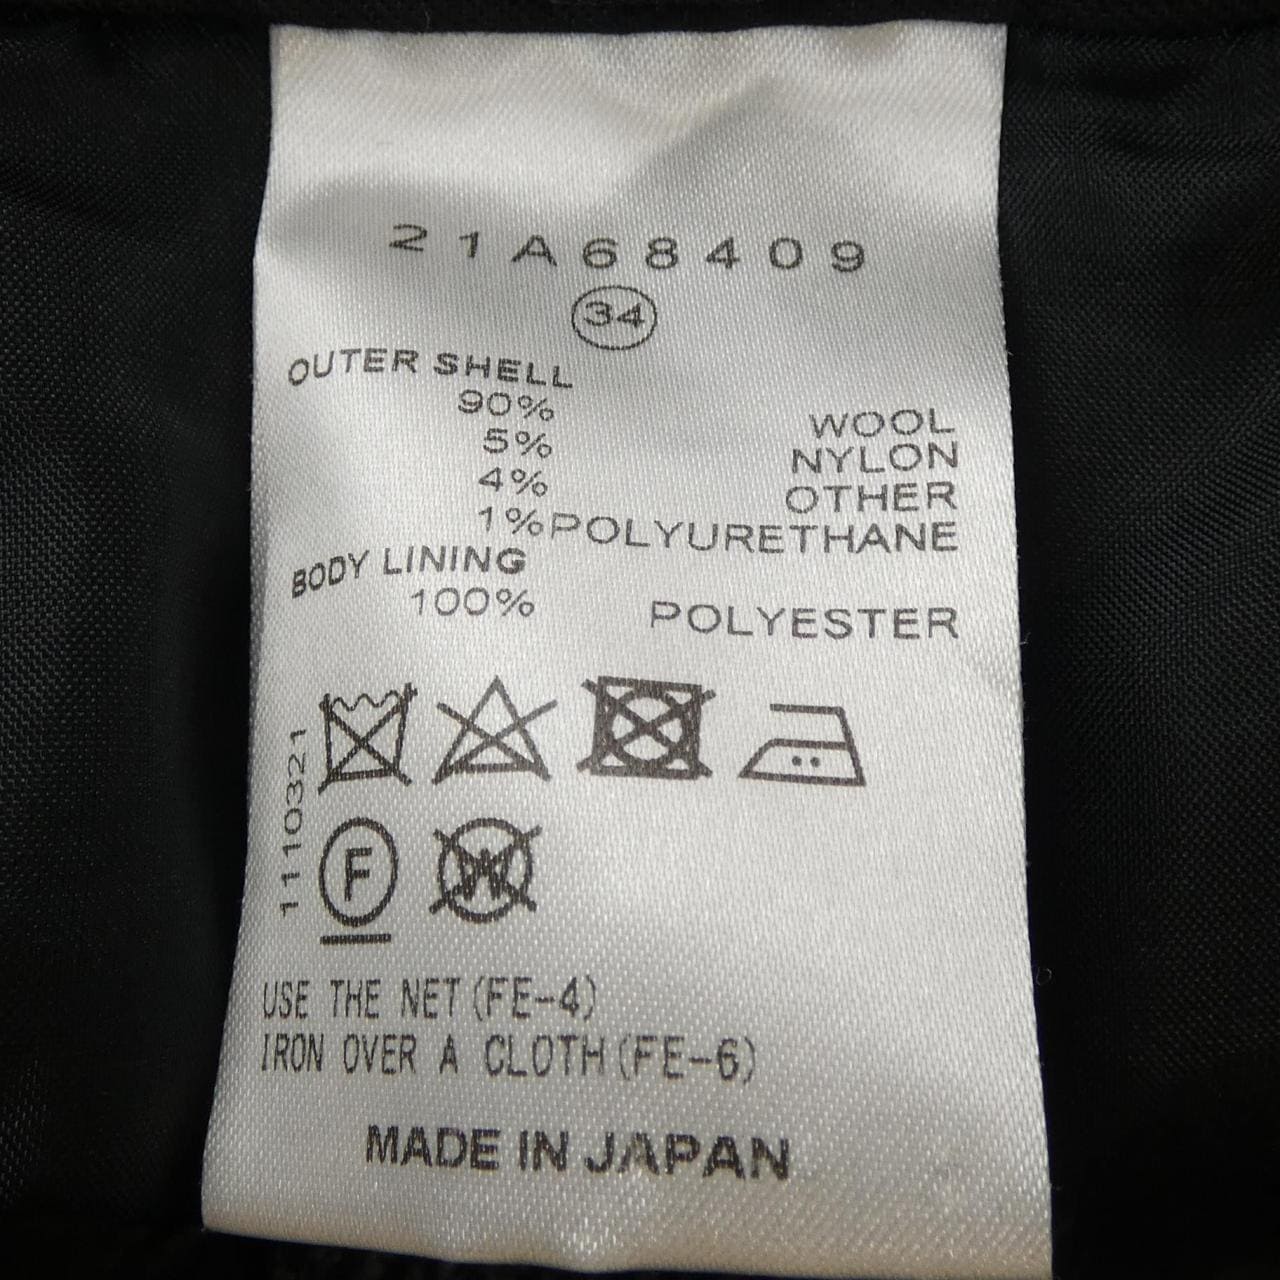 21A68409
34
OUTER SHELL
90% WOOL
5% NYLON
4% OTHER
1% POLYURETHANE
BODY LINING
100% POLYESTER
1110321
F
W
USE THE NET(FE-4)
IRON OVER A CLOTH(FE-6)
MADE IN JAPAN